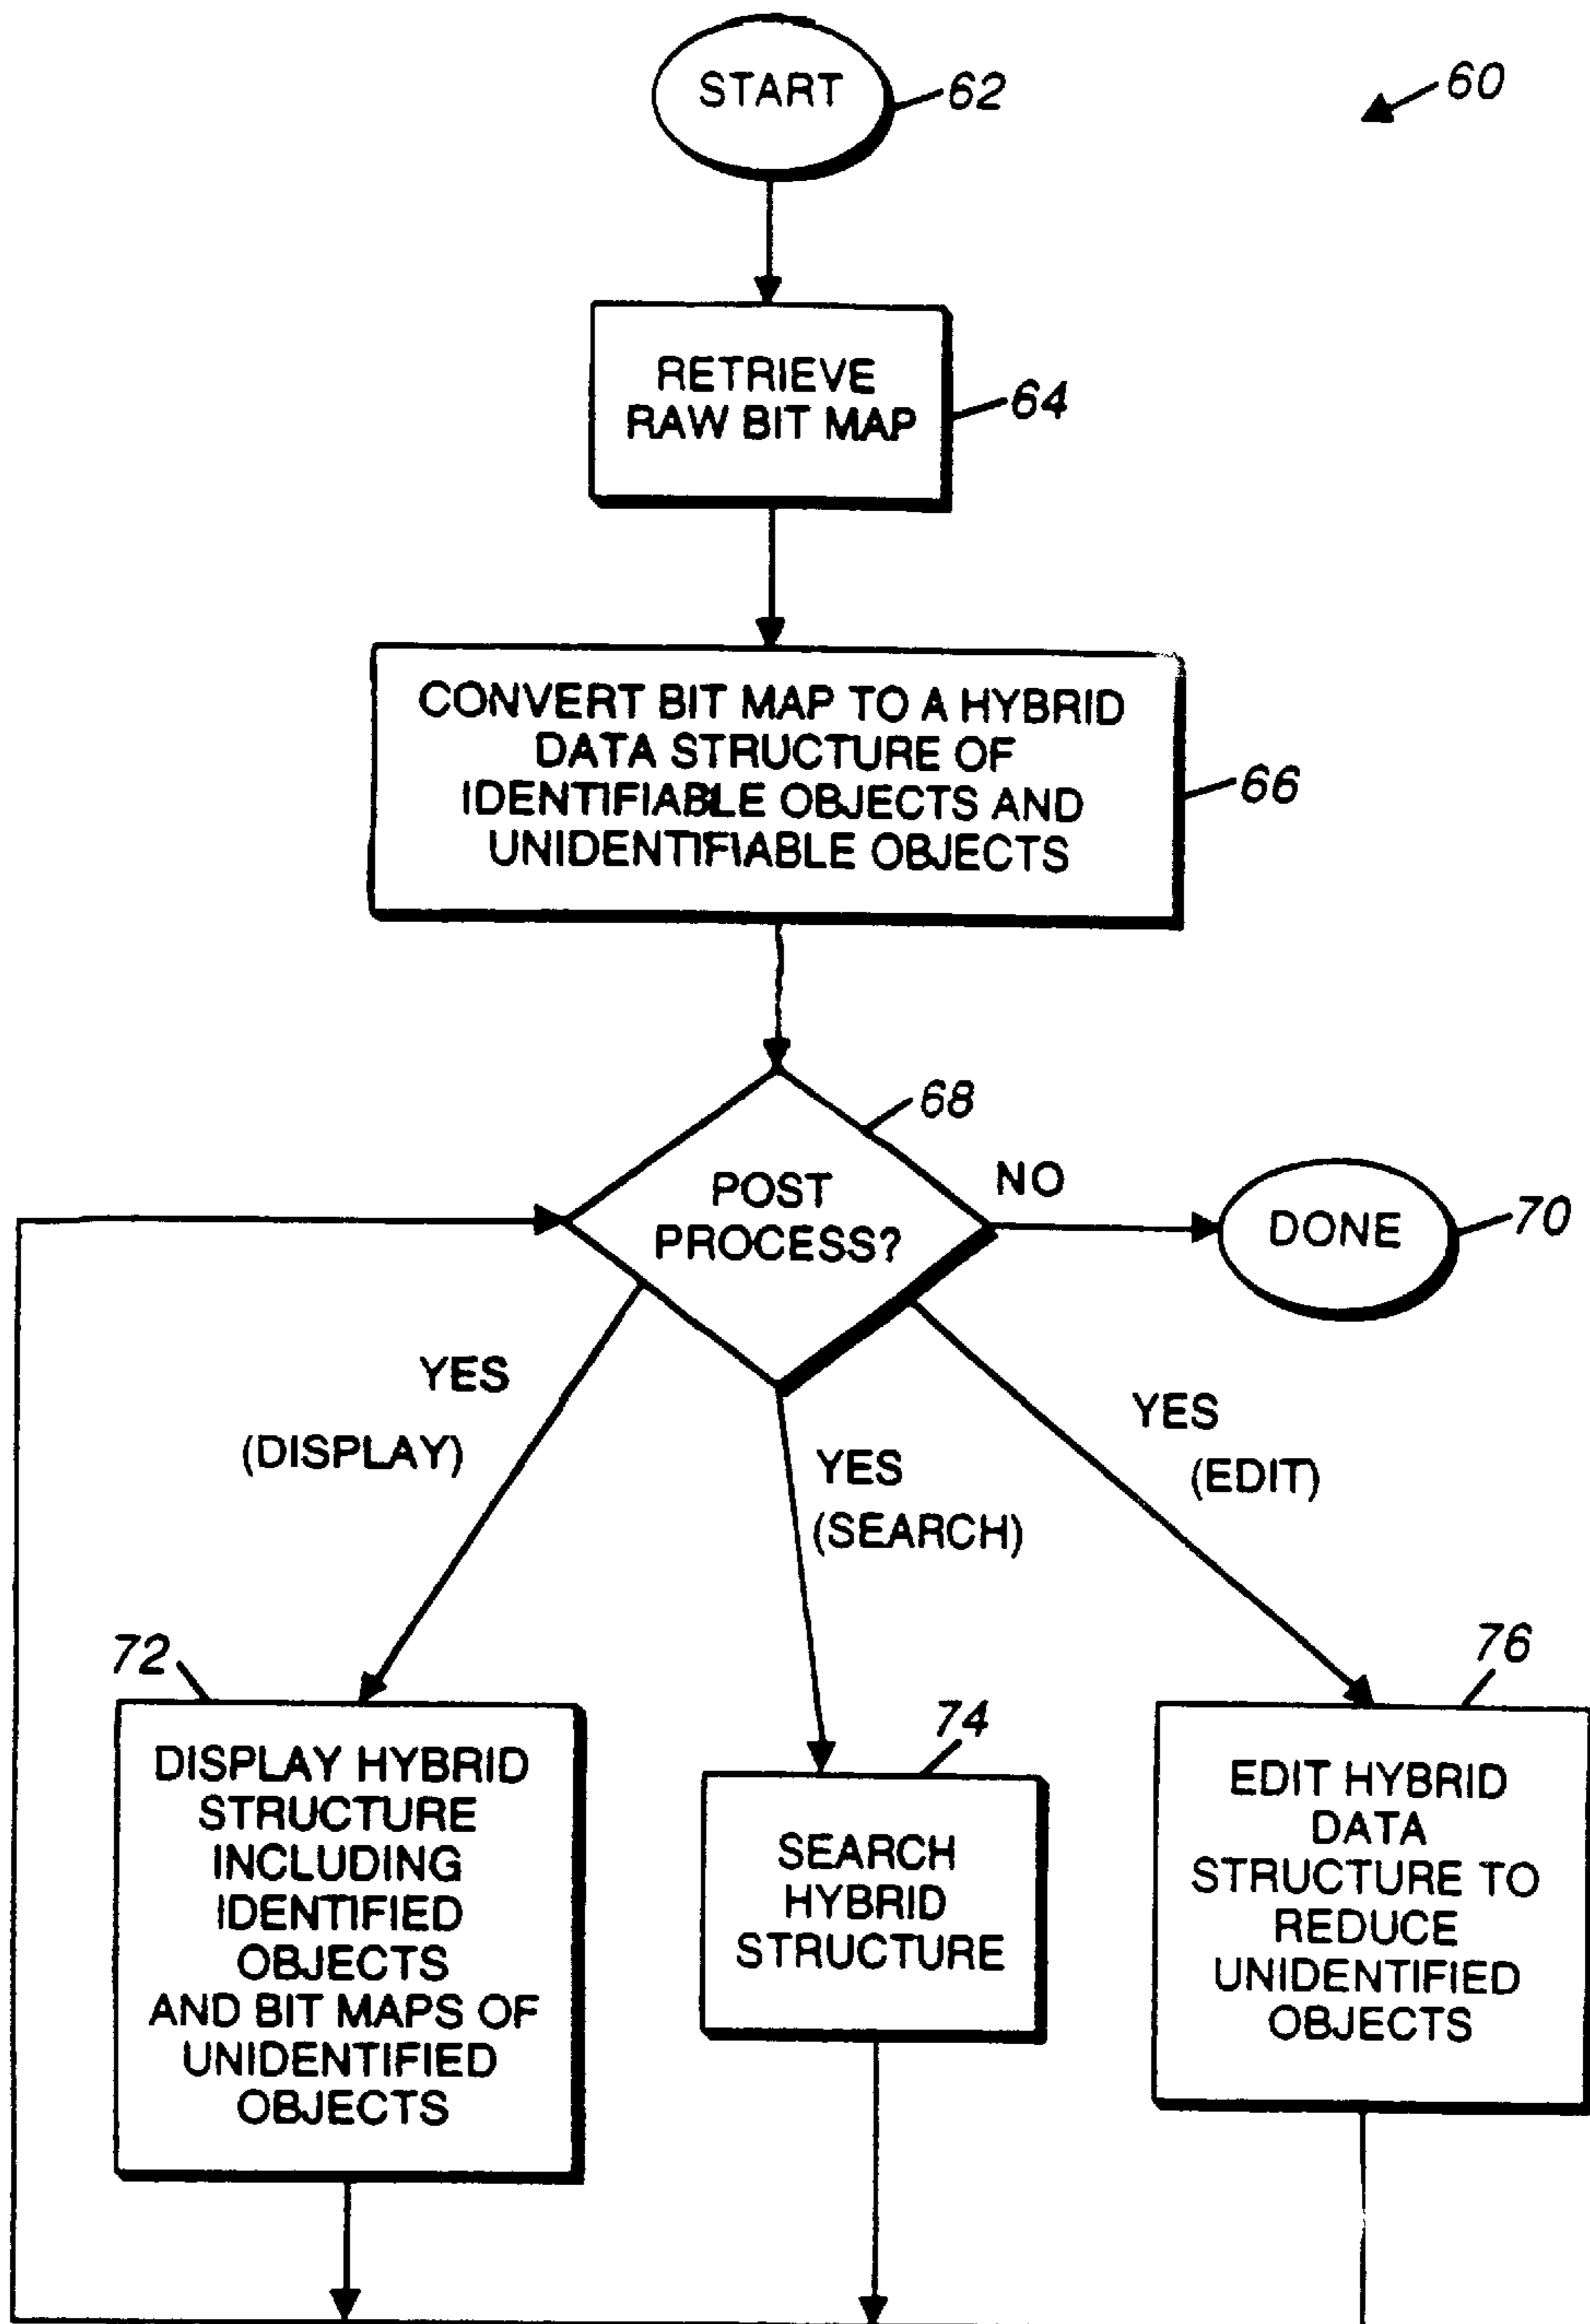 START
62
60
RETRIEVE
RAW BIT MAP
64
CONVERT BIT MAP TO A HYBRID
DATA STRUCTURE OF
IDENTIFIABLE OBJECTS AND
UNIDENTIFIABLE OBJECTS
66
68
POST
PROCESS?
NO
DONE
70
YES
(DISPLAY)
YES
(SEARCH)
YES
(EDIT)
72
DISPLAY HYBRID
STRUCTURE
INCLUDING
IDENTIFIED
OBJECTS
AND BIT MAPS OF
UNIDENTIFIED
OBJECTS
74
SEARCH
HYBRID
STRUCTURE
76
EDIT HYBRID
DATA
STRUCTURE TO
REDUCE
UNIDENTIFIED
OBJECTS